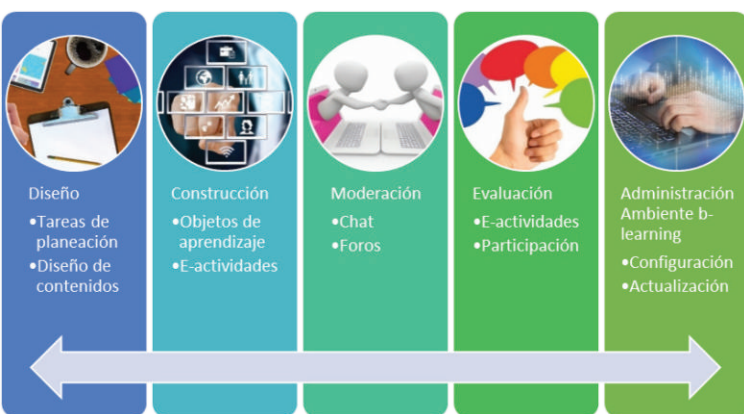 Diseño
•Tareas de
planeación
•Diseño de
contenidos
Construcción
•Objetos de
aprendizaje
•E-actividades
Moderación
•Chat
•Foros
Evaluación
•E-actividades
•Participación
Administración
Ambiente b-
learning
•Configuración
•Actualización